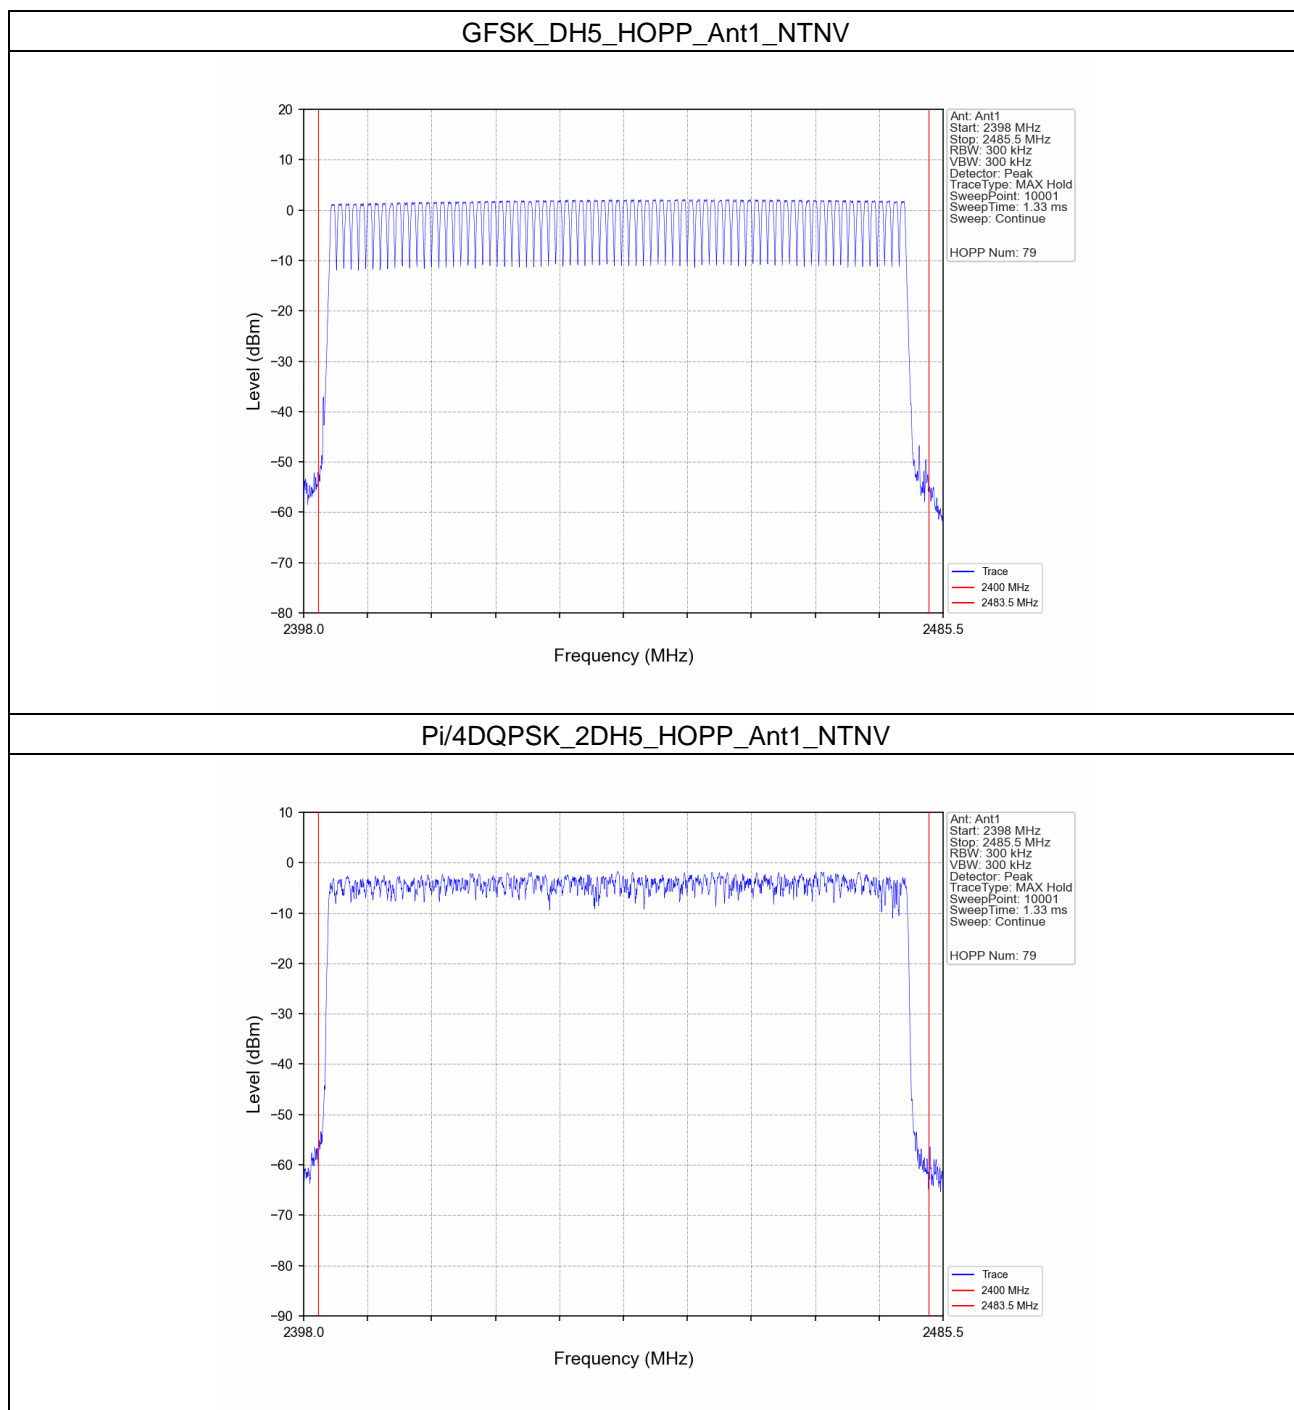 GFSK_DH5_HOPP_Ant1_NTNV
20
10
0
−10
−20
−30
−40
−50
−60
−70
−80
Level (dBm)
2398.0
2485.5
Frequency (MHz)
Ant: Ant1
Start: 2398 MHz
Stop: 2485.5 MHz
RBW: 300 kHz
VBW: 300 kHz
Detector: Peak
TraceType: MAX Hold
SweepPoint: 10001
SweepTime: 1.33 ms
Sweep: Continue
HOPP Num: 79
Trace
2400 MHz
2483.5 MHz
Pi/4DQPSK_2DH5_HOPP_Ant1_NTNV
10
0
−10
−20
−30
−40
−50
−60
−70
−80
−90
Level (dBm)
2398.0
2485.5
Frequency (MHz)
Ant: Ant1
Start: 2398 MHz
Stop: 2485.5 MHz
RBW: 300 kHz
VBW: 300 kHz
Detector: Peak
TraceType: MAX Hold
SweepPoint: 10001
SweepTime: 1.33 ms
Sweep: Continue
HOPP Num: 79
Trace
2400 MHz
2483.5 MHz